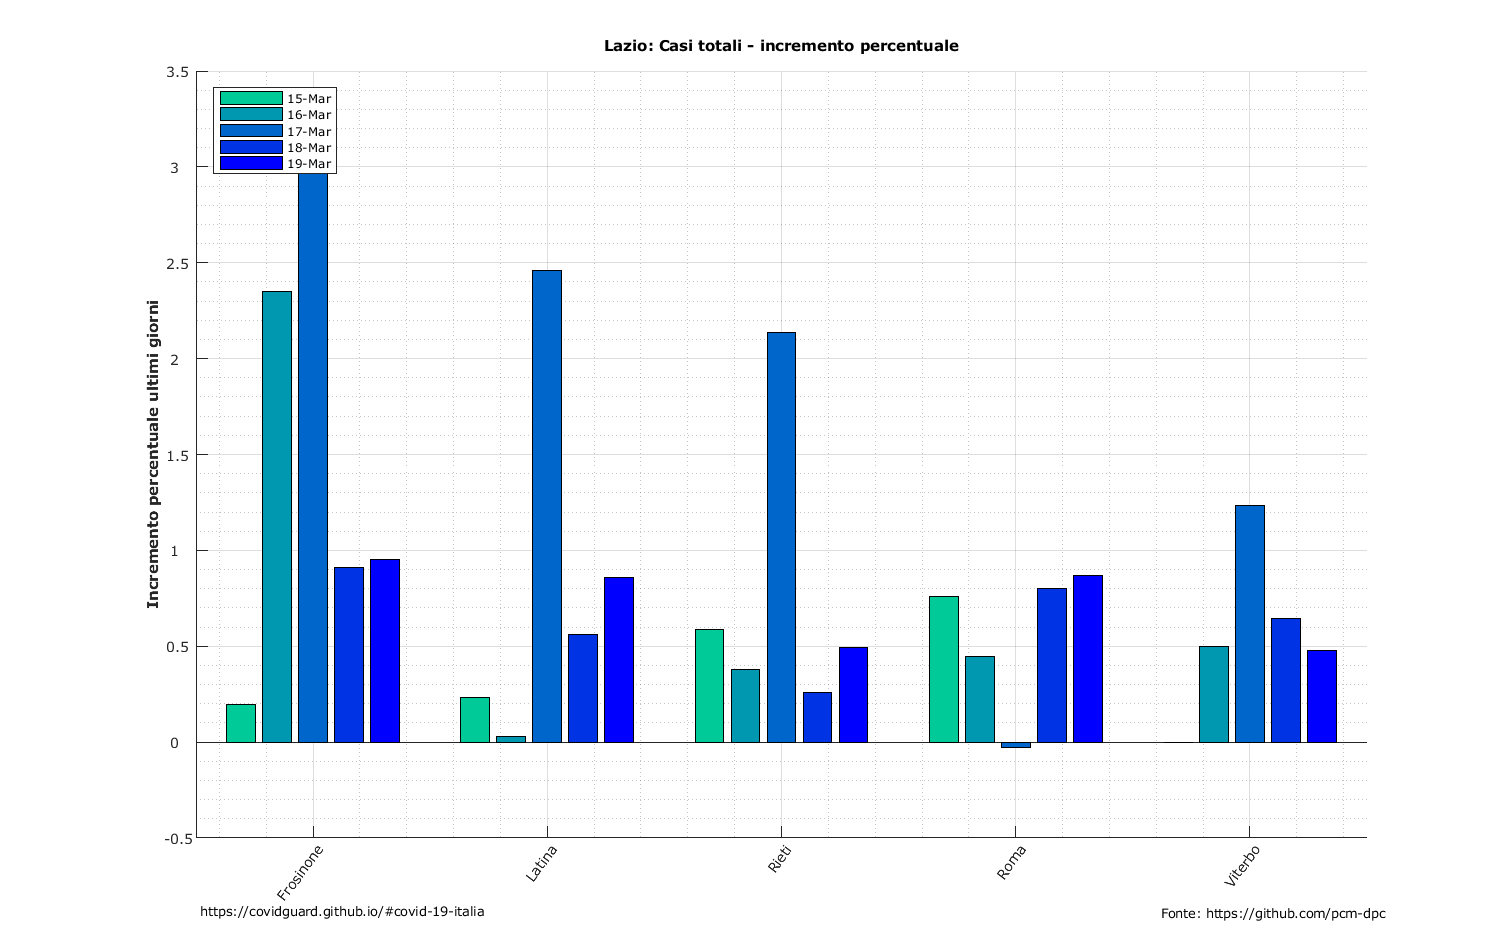 Lazio: Casi totali - incremento percentuale
3.5
3
2.5
2
1.5
1
0.5
0
-0.5
Incremento percentuale ultimi giorni
15-Mar
16-Mar
17-Mar
18-Mar
19-Mar
Frosinone
Latina
Rieti
Roma
Viterbo
https://covidguard.github.io/#covid-19-italia
Fonte: https://github.com/pcm-dpc